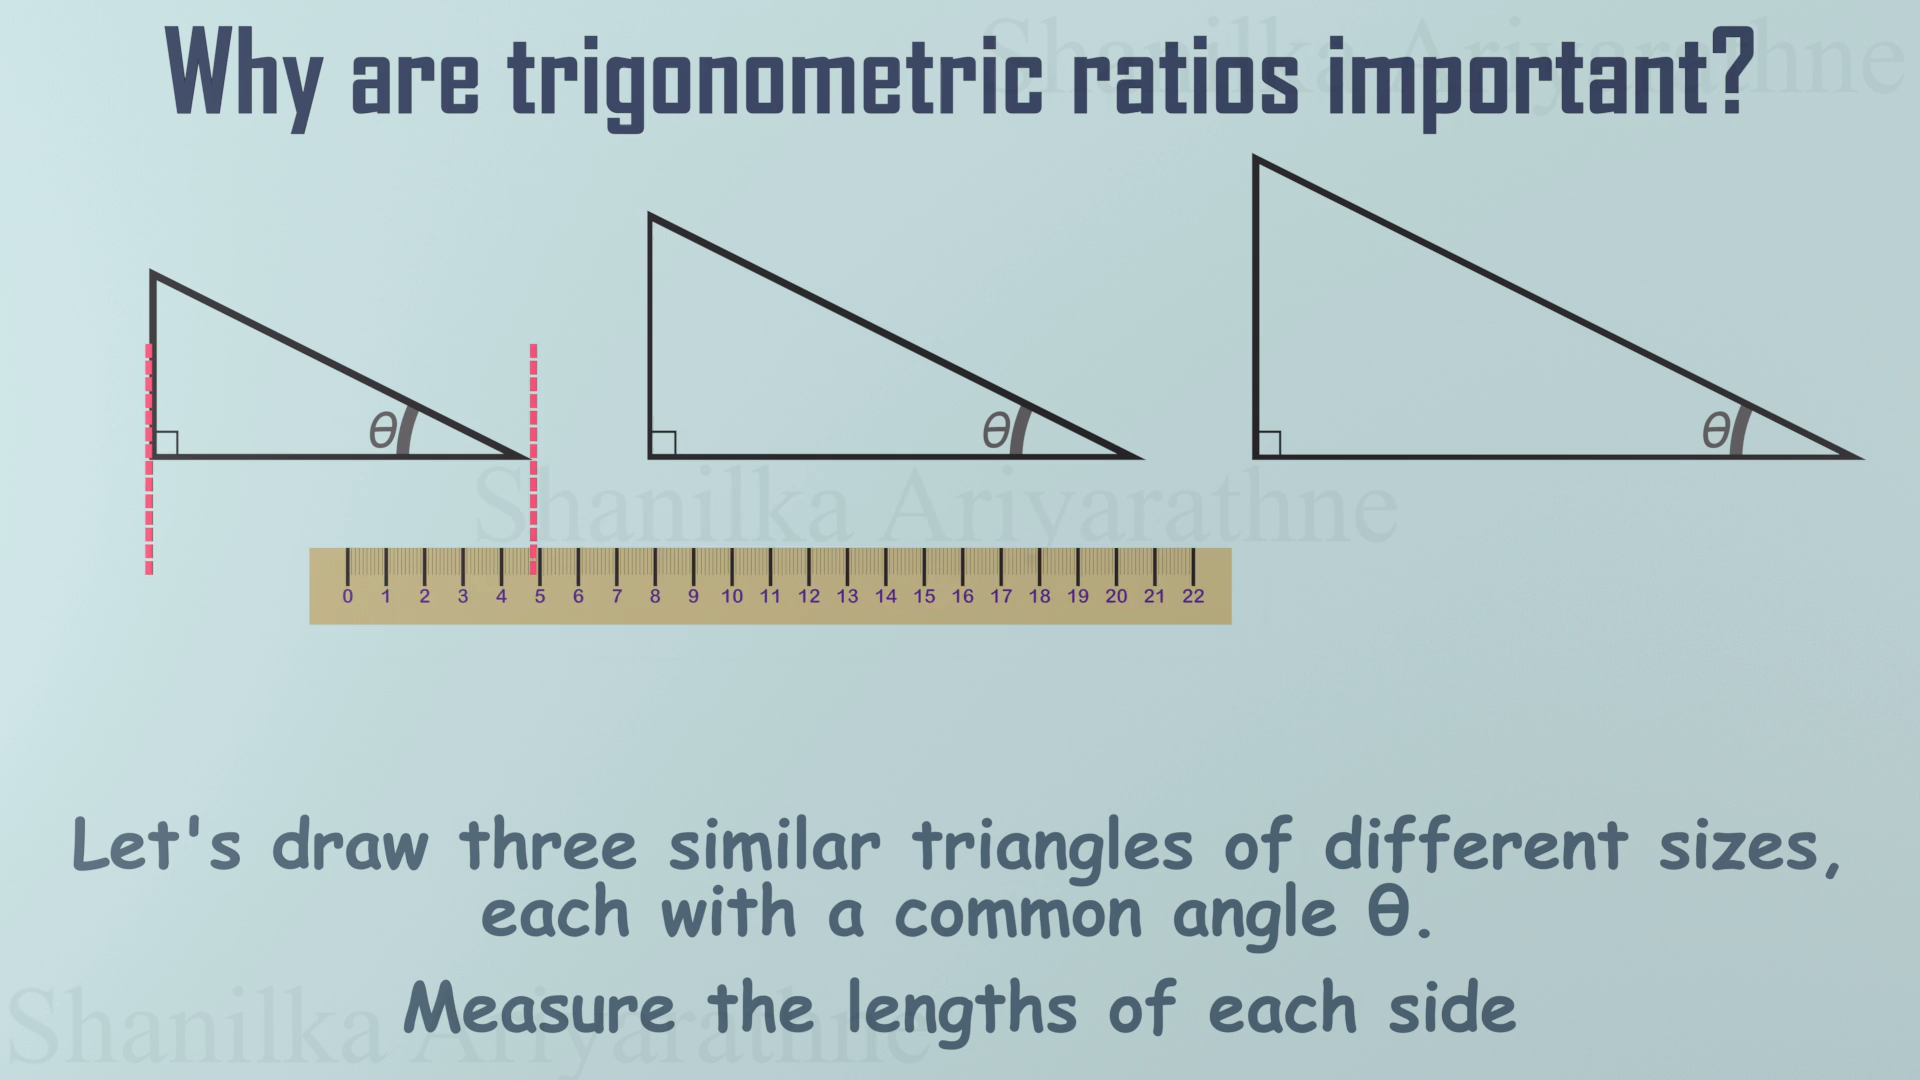 Why are trigonometric ratios important?
Shanilka Ariyarathne
θ
θ
θ
Shanilka Ariyarathne
0 1 2 3 4 5 6 7 8 9 10 11 12 13 14 15 16 17 18 19 20 21 22
Let's draw three similar triangles of different sizes,
each with a common angle θ.
Measure the lengths of each side
Shanilka Ariyarathne